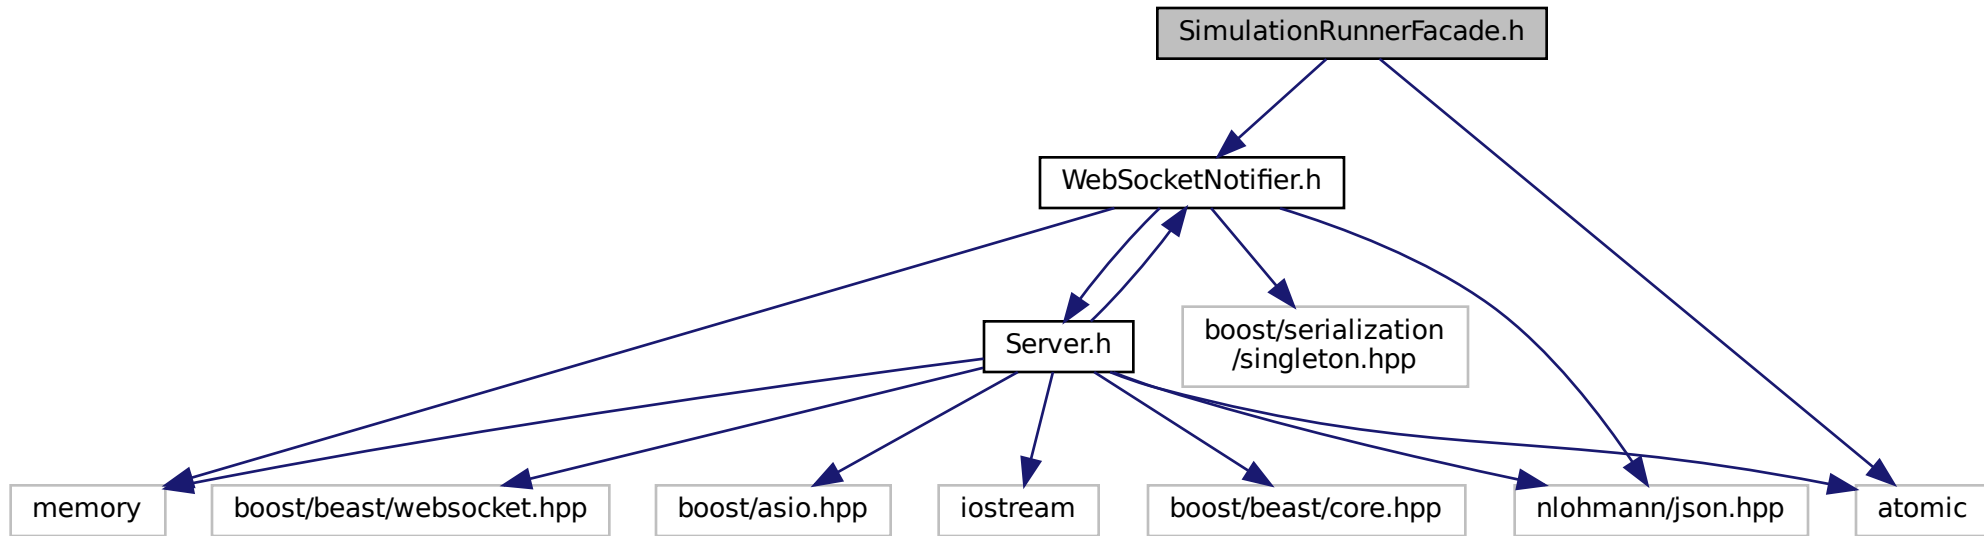 SimulationRunnerFacade.h
WebSocketNotifier.h
Server.h
boost/serialization
/singleton.hpp
memory
boost/beast/websocket.hpp
boost/asio.hpp
iostream
boost/beast/core.hpp
nlohmann/json.hpp
atomic